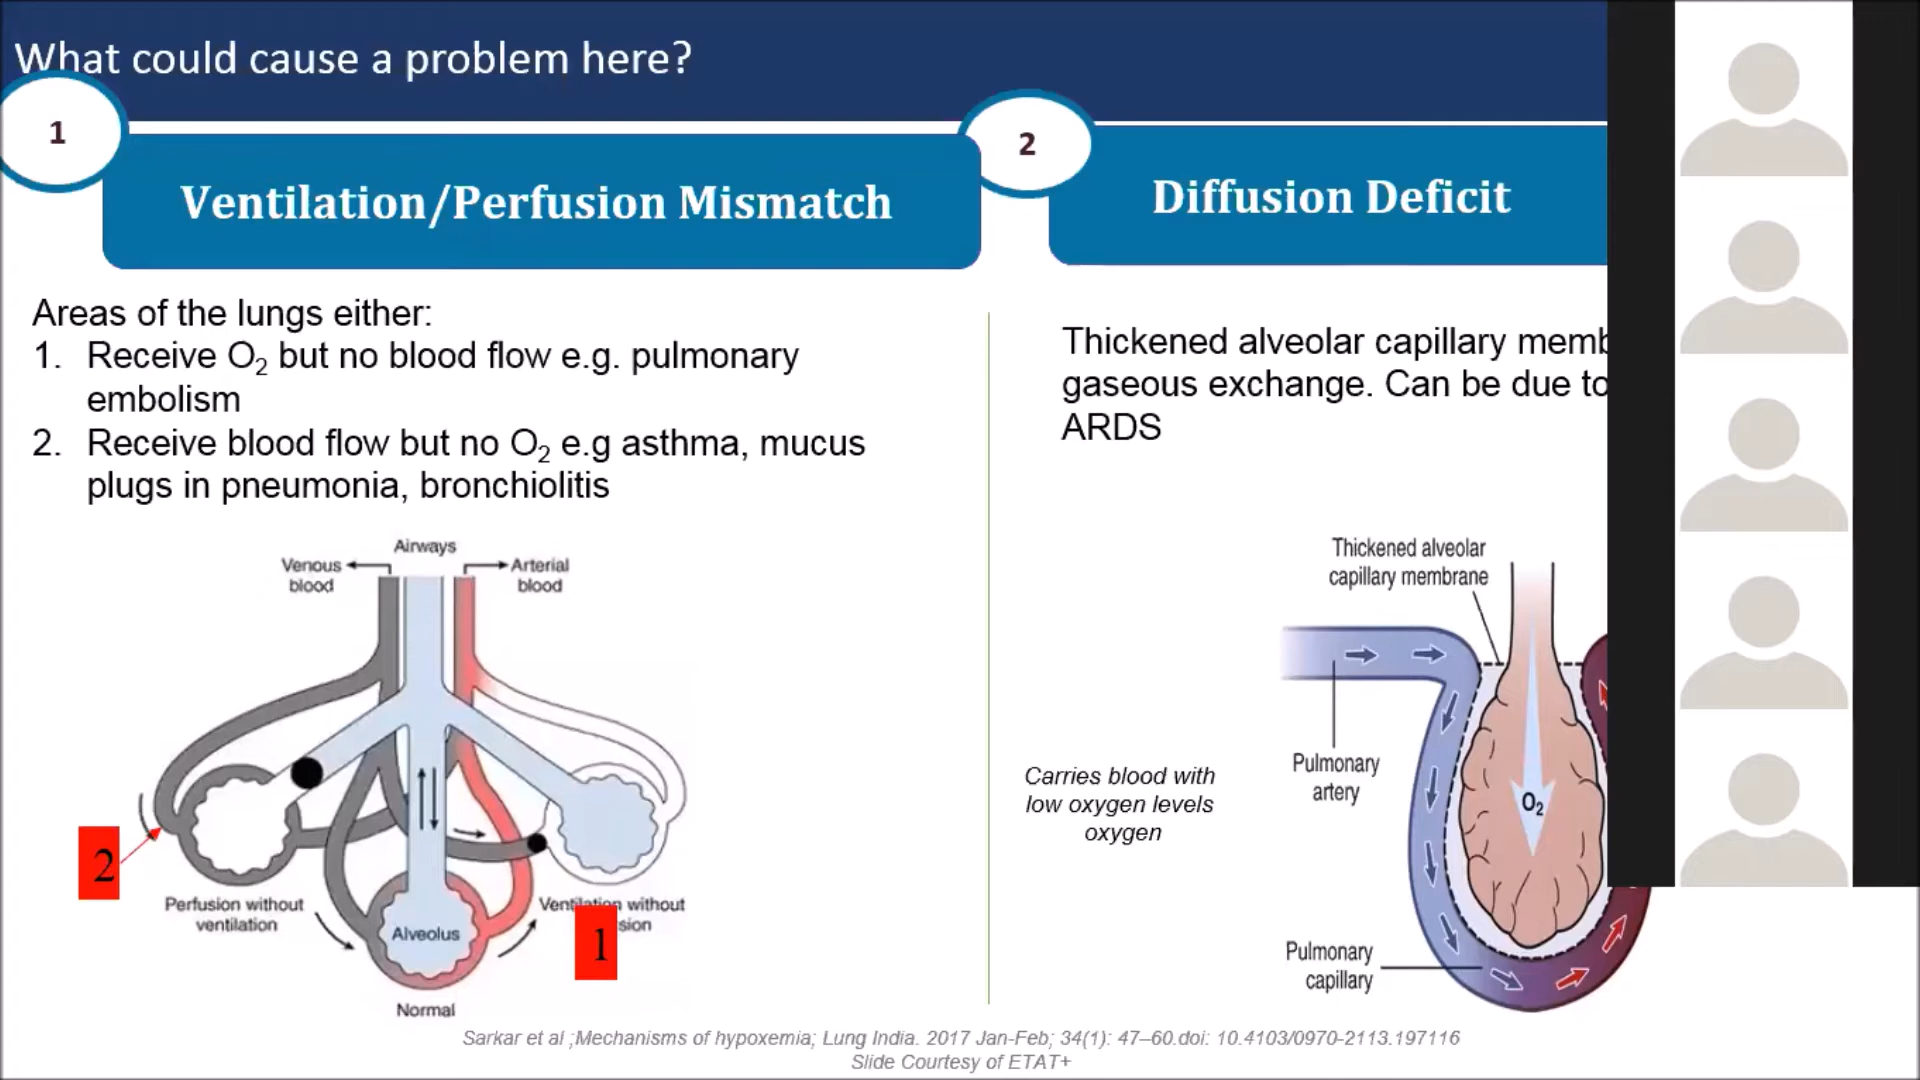 What could cause a problem here?
1
Ventilation/Perfusion Mismatch
Areas of the lungs either:
1. Receive O2 but no blood flow e.g. pulmonary
embolism
2. Receive blood flow but no O2 e.g asthma, mucus
plugs in pneumonia, bronchiolitis
Airways
Venous
blood
Arterial
blood
2
Perfusion without
ventilation
Alveolus
Ventilation without
1
Normal
2
Diffusion Deficit
Thickened alveolar capillary
gaseous exchange. Can be due to
ARDS
Thickened alveolar
capillary membrane
Pulmonary
artery
O2
Carries blood with
low oxygen levels
oxygen
Pulmonary
capillary
Sarkar et al ;Mechanisms of hypoxemia; Lung India. 2017 Jan-Feb; 34(1): 47–60.doi: 10.4103/0970-2113.197116
Slide Courtesy of ETAT+